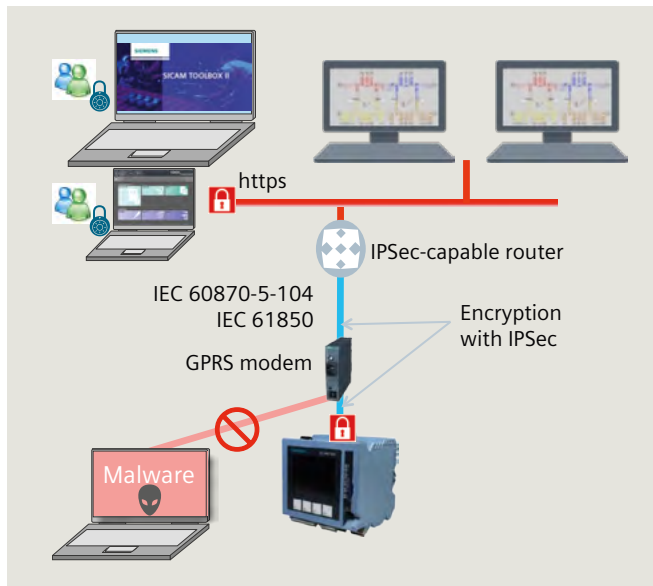 SIEMENS
SICAM TOOLBOX II
https
IPSec-capable router
IEC 60870-5-104
IEC 61850
Encryption
with IPSec
GPRS modem
Malware